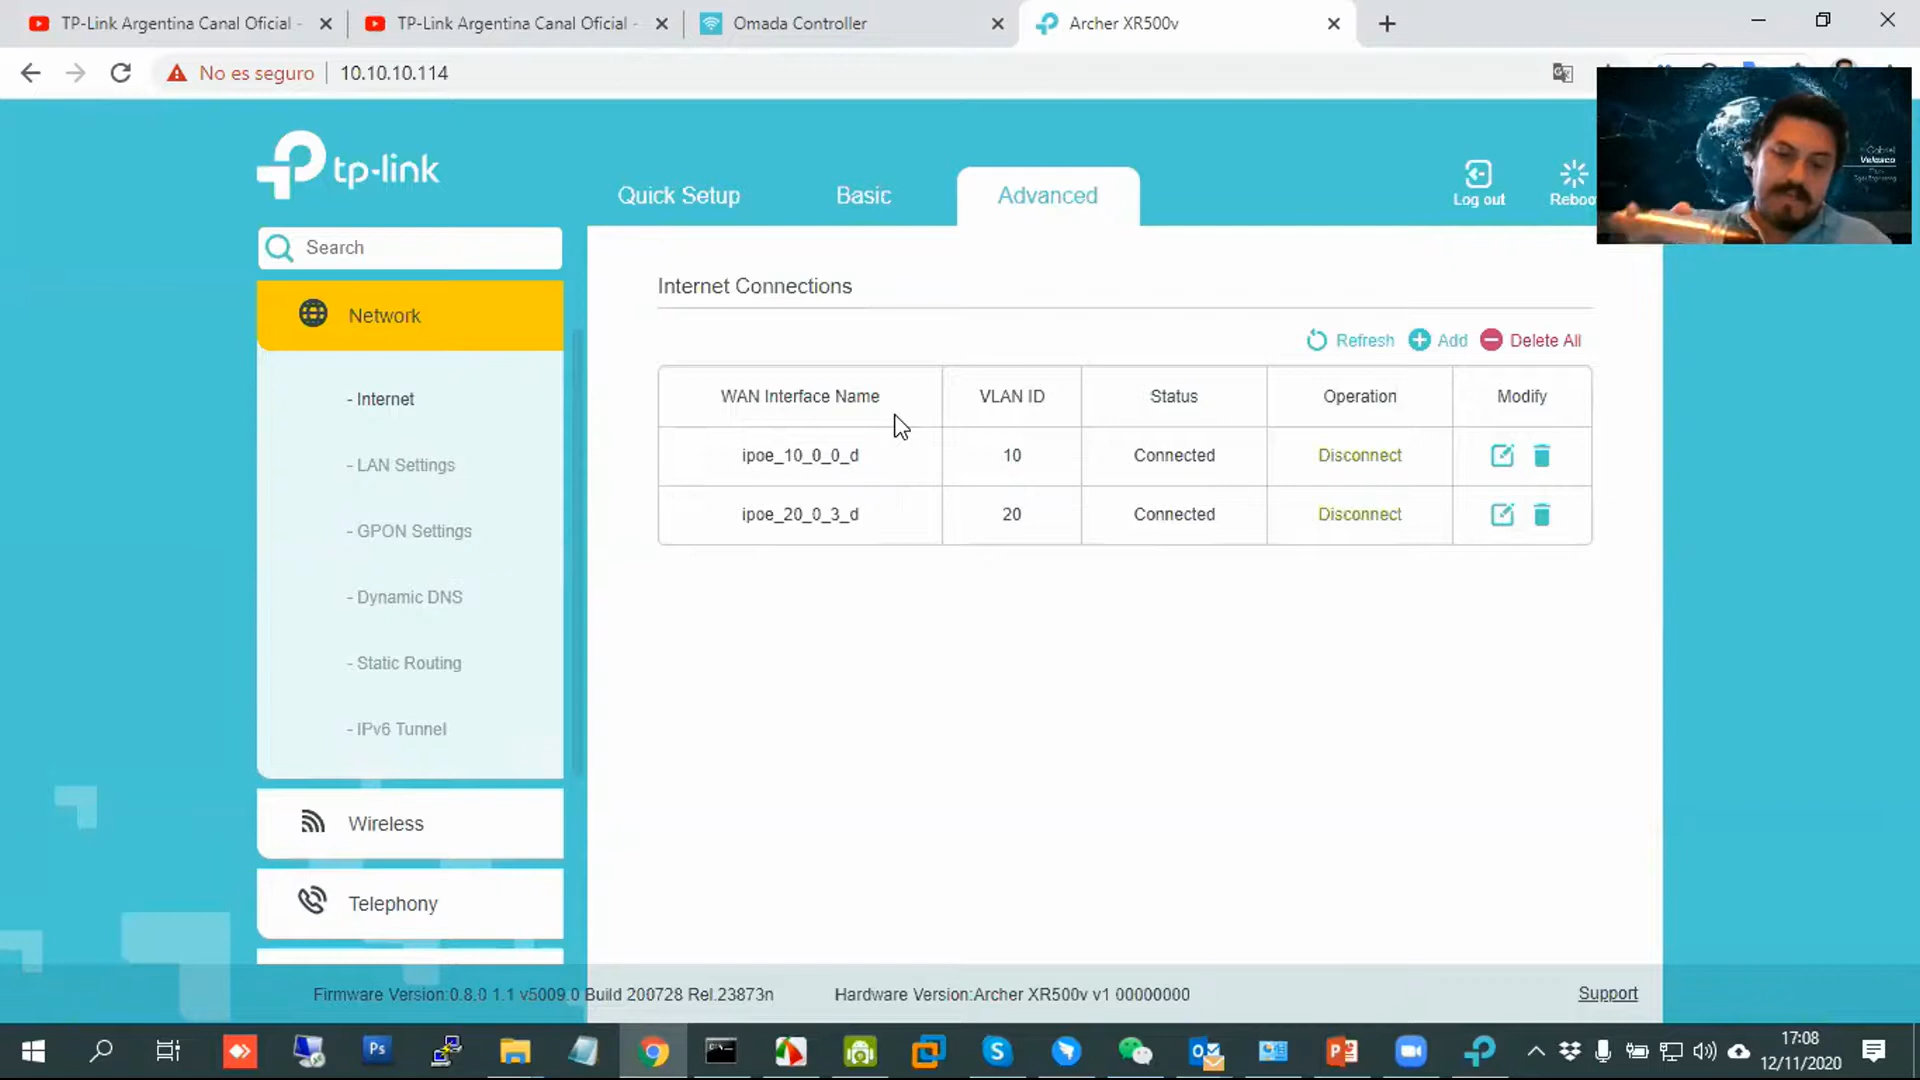 TP-Link Argentina Canal Oficial -
TP-Link Argentina Canal Oficial -
Omada Controller
Archer XR500v
No es seguro
10.10.10.114
tp-link
Quick Setup
Basic
Advanced
Log out
Reboo
Gabriel
Velasco
Search
Network
- Internet
- LAN Settings
- GPON Settings
- Dynamic DNS
- Static Routing
- IPv6 Tunnel
Wireless
Telephony
Internet Connections
Refresh Add Delete All
WAN Interface Name VLAN ID Status Operation Modify
ipoe_10_0_0_d 10 Connected Disconnect
ipoe_20_0_3_d 20 Connected Disconnect
Firmware Version:0.8.0 1.1 v5009.0 Build 200728 Rel.23873n
Hardware Version:Archer XR500v v1 00000000
Support
Ps
17:08
12/11/2020